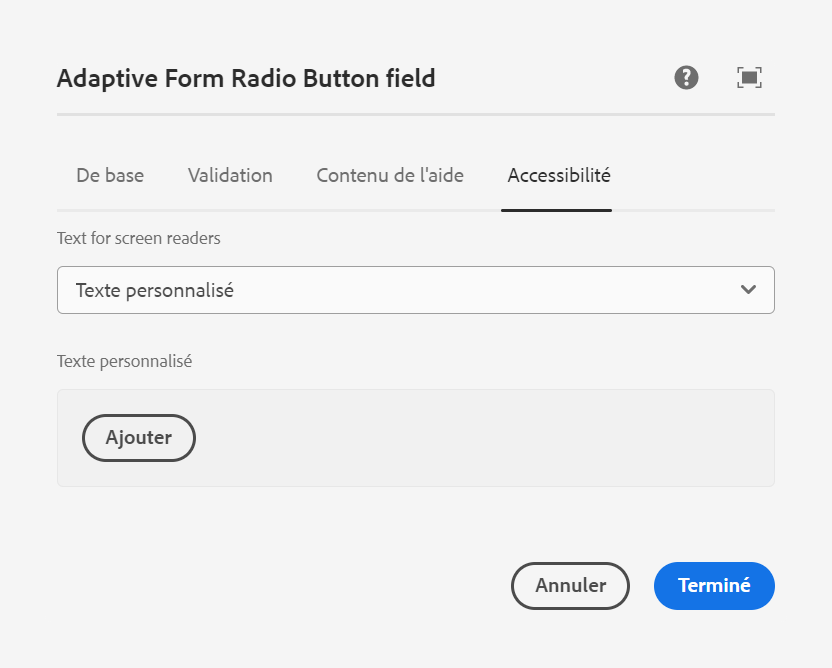 Adaptive Form Radio Button field
De base Validation Contenu de l'aide Accessibilité
Text for screen readers
Texte personnalisé
Texte personnalisé
Ajouter
Annuler Terminé